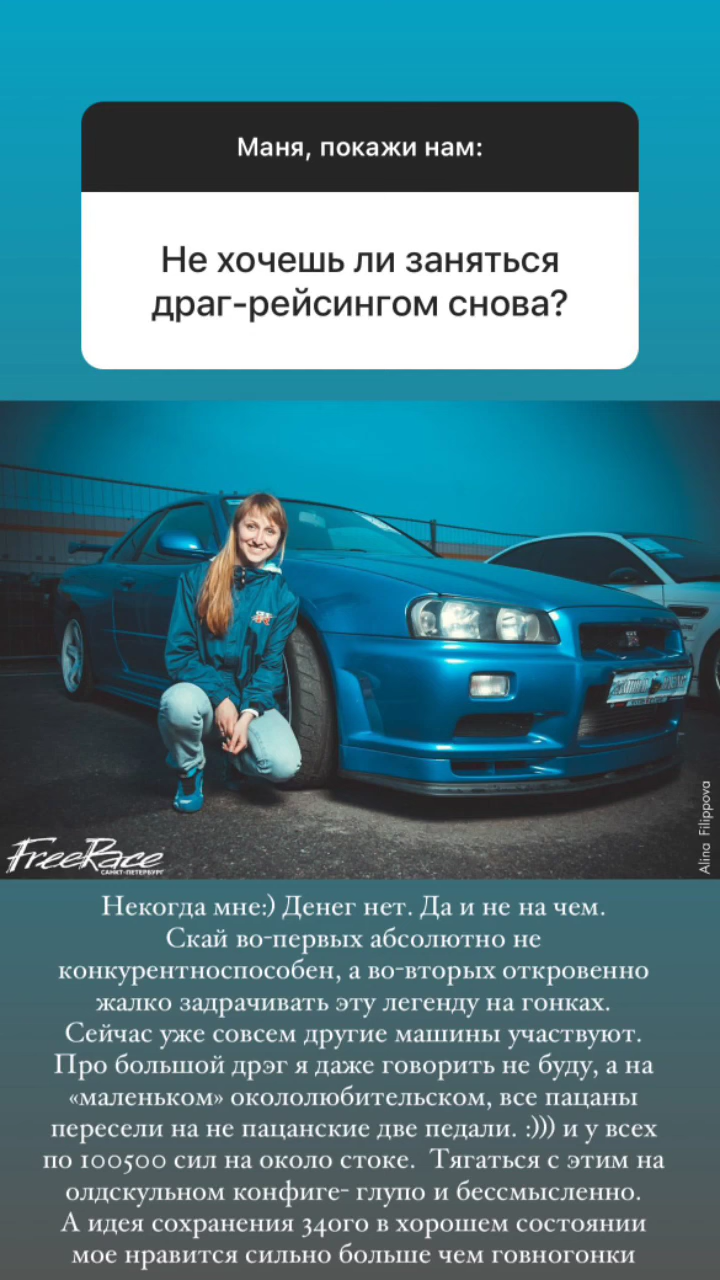 Маня, покажи нам:
Не хочешь ли заняться
драг-рейсингом снова?
FreeRace
САНКТ-ПЕТЕРБУРГ
Alina Filippova
Некогда мне:) Денег нет. Да и не на чем.
Скай во-первых абсолютно не
конкурентноспособен, а во-вторых откровенно
жалко задрачивать эту легенду на гонках.
Сейчас уже совсем другие машины участвуют.
Про большой дрэг я даже говорить не буду, а на
«маленьком» окололюбительском, все пацаны
пересели на не пацанские две педали. :))) и у всех
по 100500 сил на около стоке. Тягаться с этим на
олдскульном конфиге- глупо и бессмысленно.
А идея сохранения 34ого в хорошем состоянии
мое нравится сильно больше чем говногонки